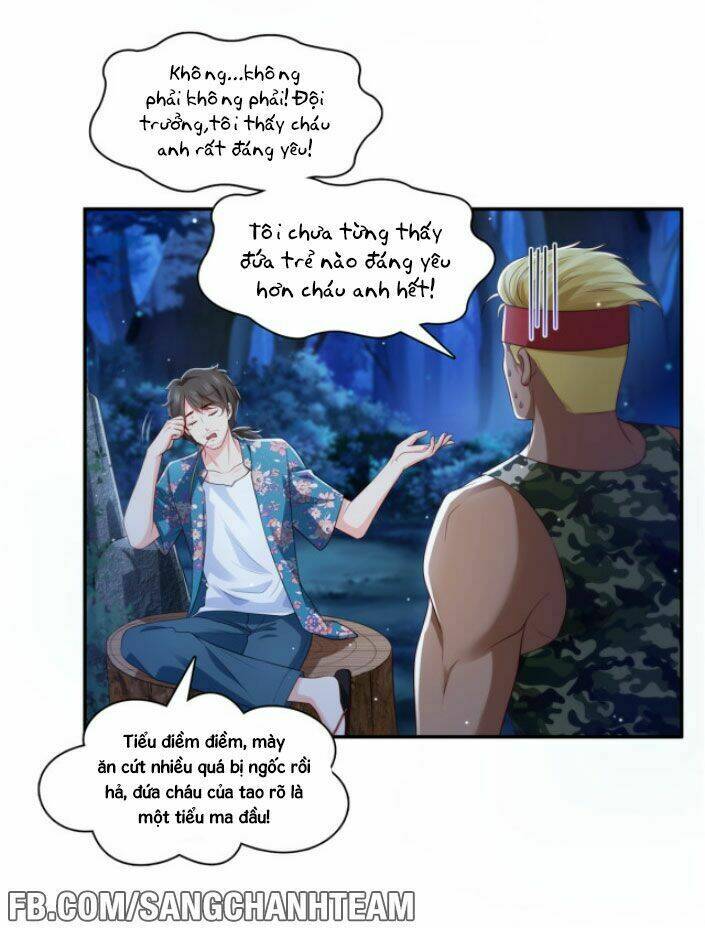 Không...không
phải không phải! Đội
trưởng,tôi thấy cháu
anh rất đáng yêu!
Tôi chưa từng thấy
đứa trẻ nào đáng yêu
hơn cháu anh hết!
Tiểu điềm điềm, mày
ăn cứt nhiều quá bị ngốc rồi
hả, đứa cháu của tao rõ là
một tiểu ma đầu!
FB.COM/SANGCHANHTEAM